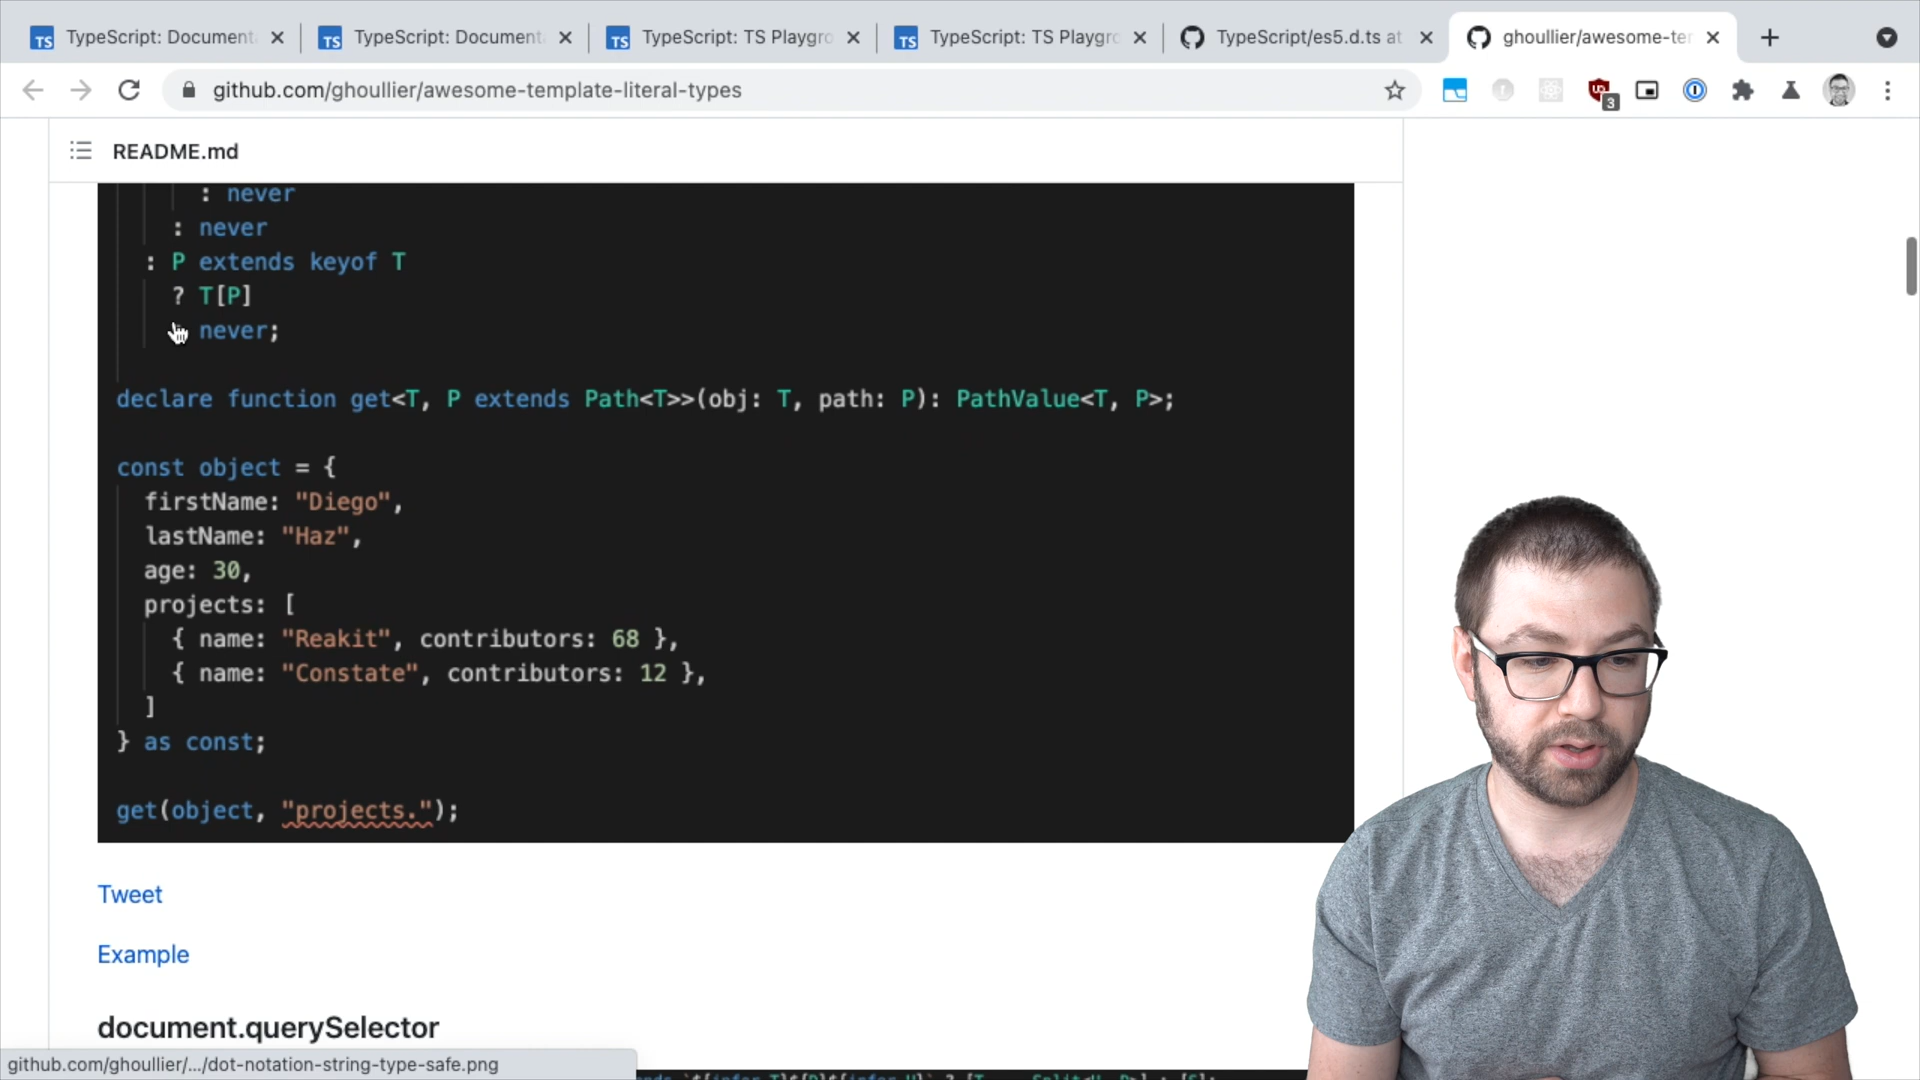 TypeScript: Document
TypeScript: Document
TypeScript: TS Playgro
TypeScript: TS Playgro
TypeScript/es5.d.ts at
ghoullier/awesome-ter
github.com/ghoullier/awesome-template-literal-types
3
README.md
: never
: never
: P extends keyof T
? T[P]
never;
declare function get<T, P extends Path<T>>(obj: T, path: P): PathValue<T, P>;
const object = {
firstName: "Diego",
lastName: "Haz",
age: 30,
projects: [
{ name: "Reakit", contributors: 68 },
{ name: "Constate", contributors: 12 },
]
} as const;
get(object, "projects.");
Tweet
Example
document.querySelector
github.com/ghoullier/.../dot-notation-string-type-safe.png